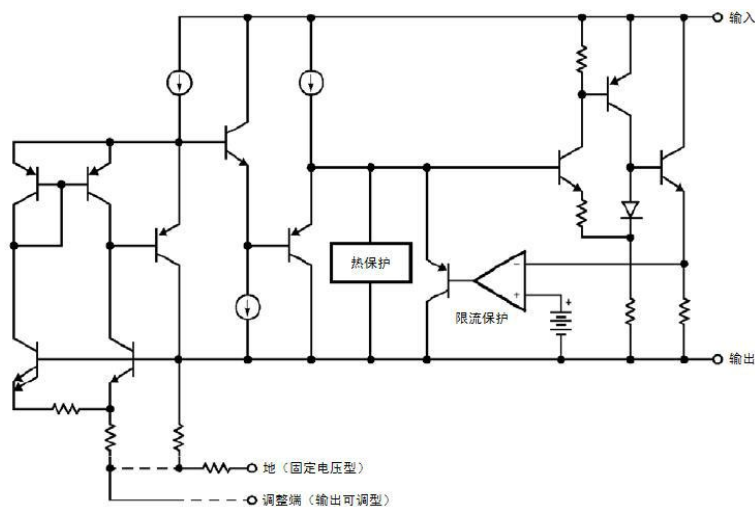 输入
热保护
限流保护
输出
地（固定电压型）
调整端（输出可调型）